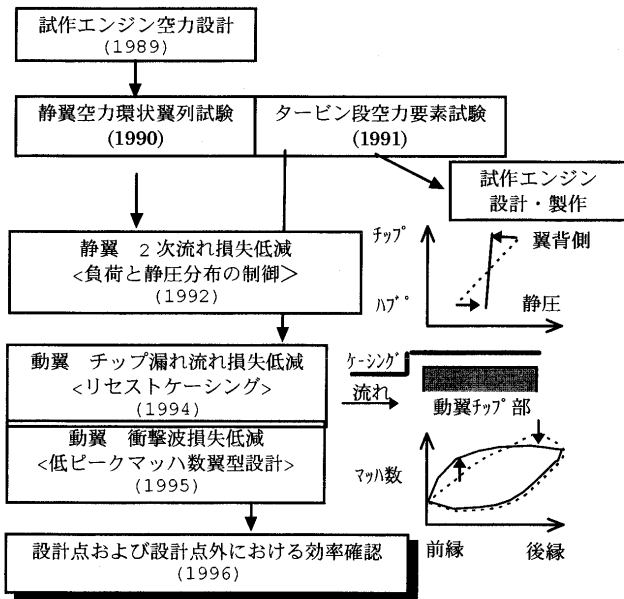 試作エンジン空力設計
(1989)
静翼空力環状翼列試験
(1990)
タービン段空力要素試験
(1991)
試作エンジン
設計・製作
静翼 2次流れ損失低減
<負荷と静圧分布の制御>
(1992)
チップ
翼背側
ハブ
静圧
動翼 チップ漏れ流れ損失低減
<リセストケーシング>
(1994)
ケーシング
流れ
動翼チップ部
動翼 衝撃波損失低減
<低ピークマッハ数翼型設計>
(1995)
マッハ数
前縁
後縁
設計点および設計点外における効率確認
(1996)